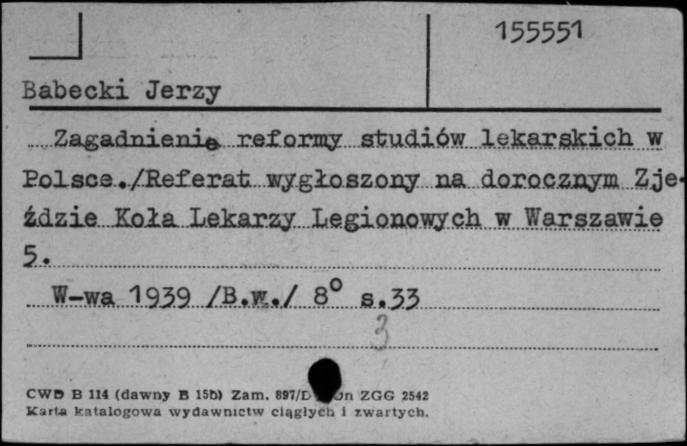 155551
Babecki Jerzy
Zagadnienie reformy studiów lekarskich w
Polsce./Referat wygłoszony na dorocznym Zje-
ździe Koła Lekarzy Legionowych w Warszawie
5.
W-wa 1939 /B.w./ 8° s.33
3
CWD B 114 (dawny B 15b) Zam. 897/D ZGG 2542
Karta katalogowa wydawnictw ciągłych i zwartych.